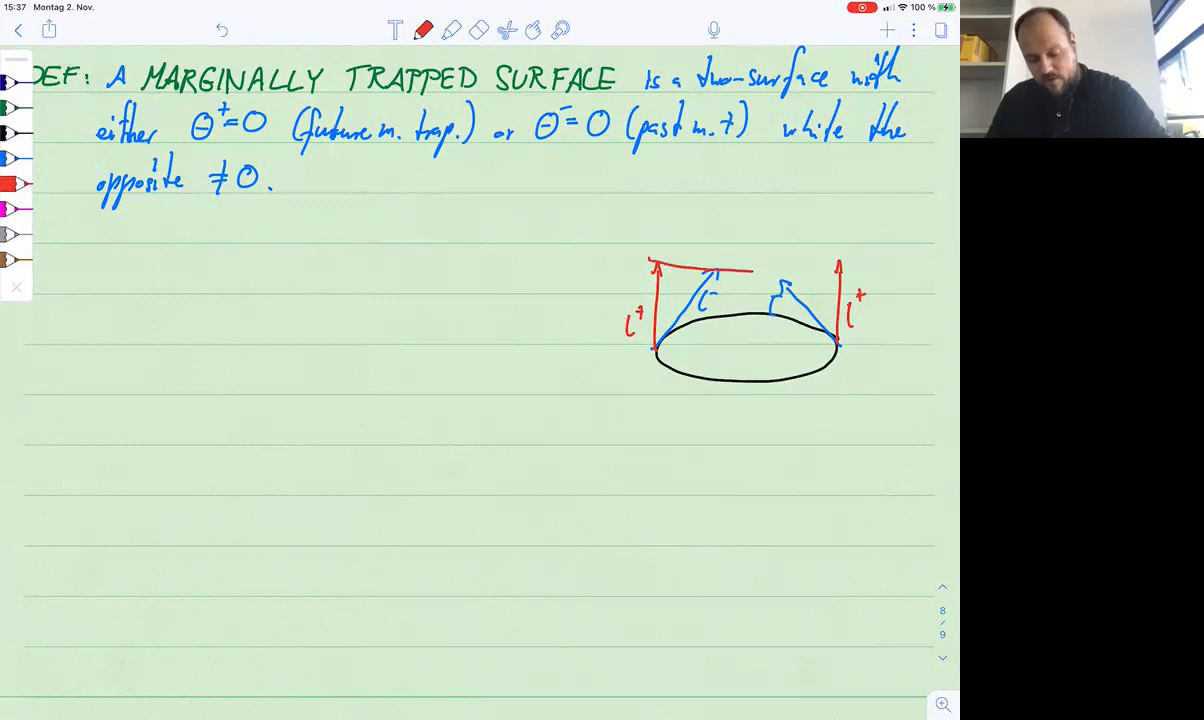 15:37 Montag 2. Nov.
100 %
DEF: A MARGINALLY TRAPPED SURFACE is a two-surface with
either Θ⁺=0 (future m. trap.) or Θ⁻=0 (past m. t) while the
opposite ≠0.
l⁺ l⁻ l⁺
8
/
9